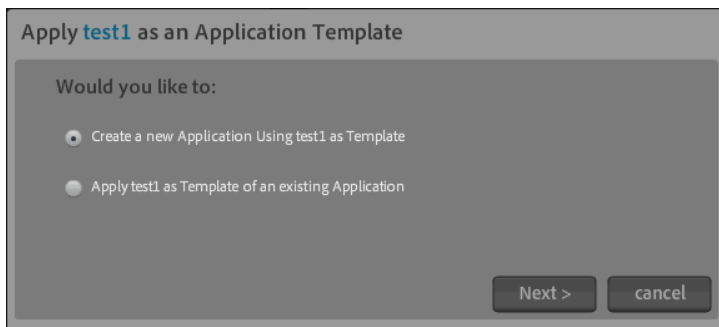 Apply test1 as an Application Template
Would you like to:
Create a new Application Using test1 as Template
Apply test1 as Template of an existing Application
Next >
cancel